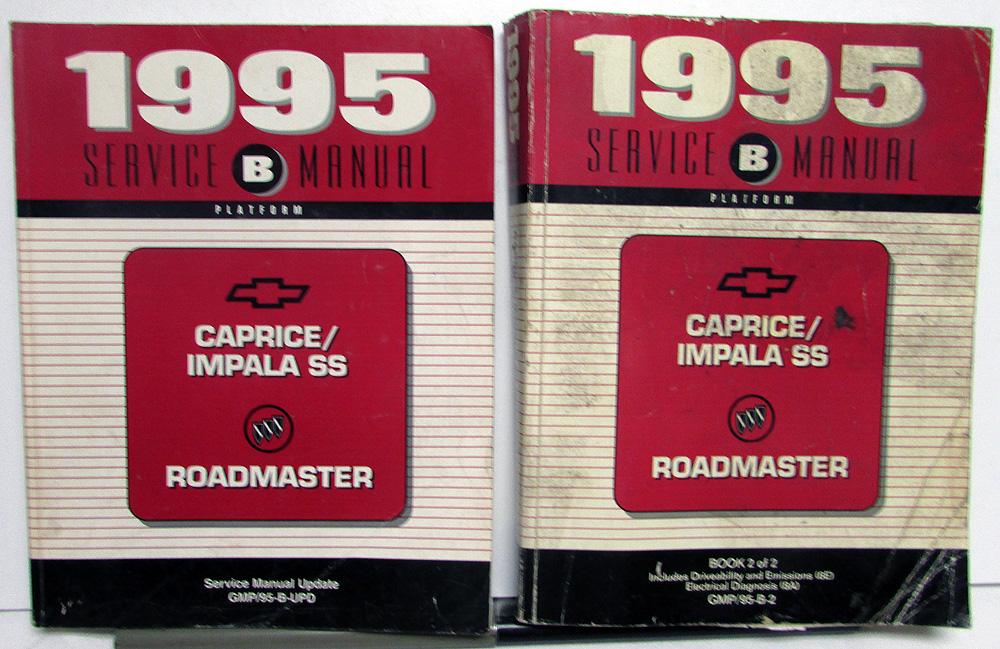 1995
SERVICE B MANUAL
PLATFORM
CAPRICE/
IMPALA SS
ROADMASTER
Service Manual Update
GMP/95-B-UPD
1995
1995
SERVICE B MANUAL
PLATFORM
CAPRICE/
IMPALA SS
ROADMASTER
BOOK 2 of 2
Includes Driveability and Emissions (6E)
Electrical Diagnosis (8A)
GMP/95-B-2